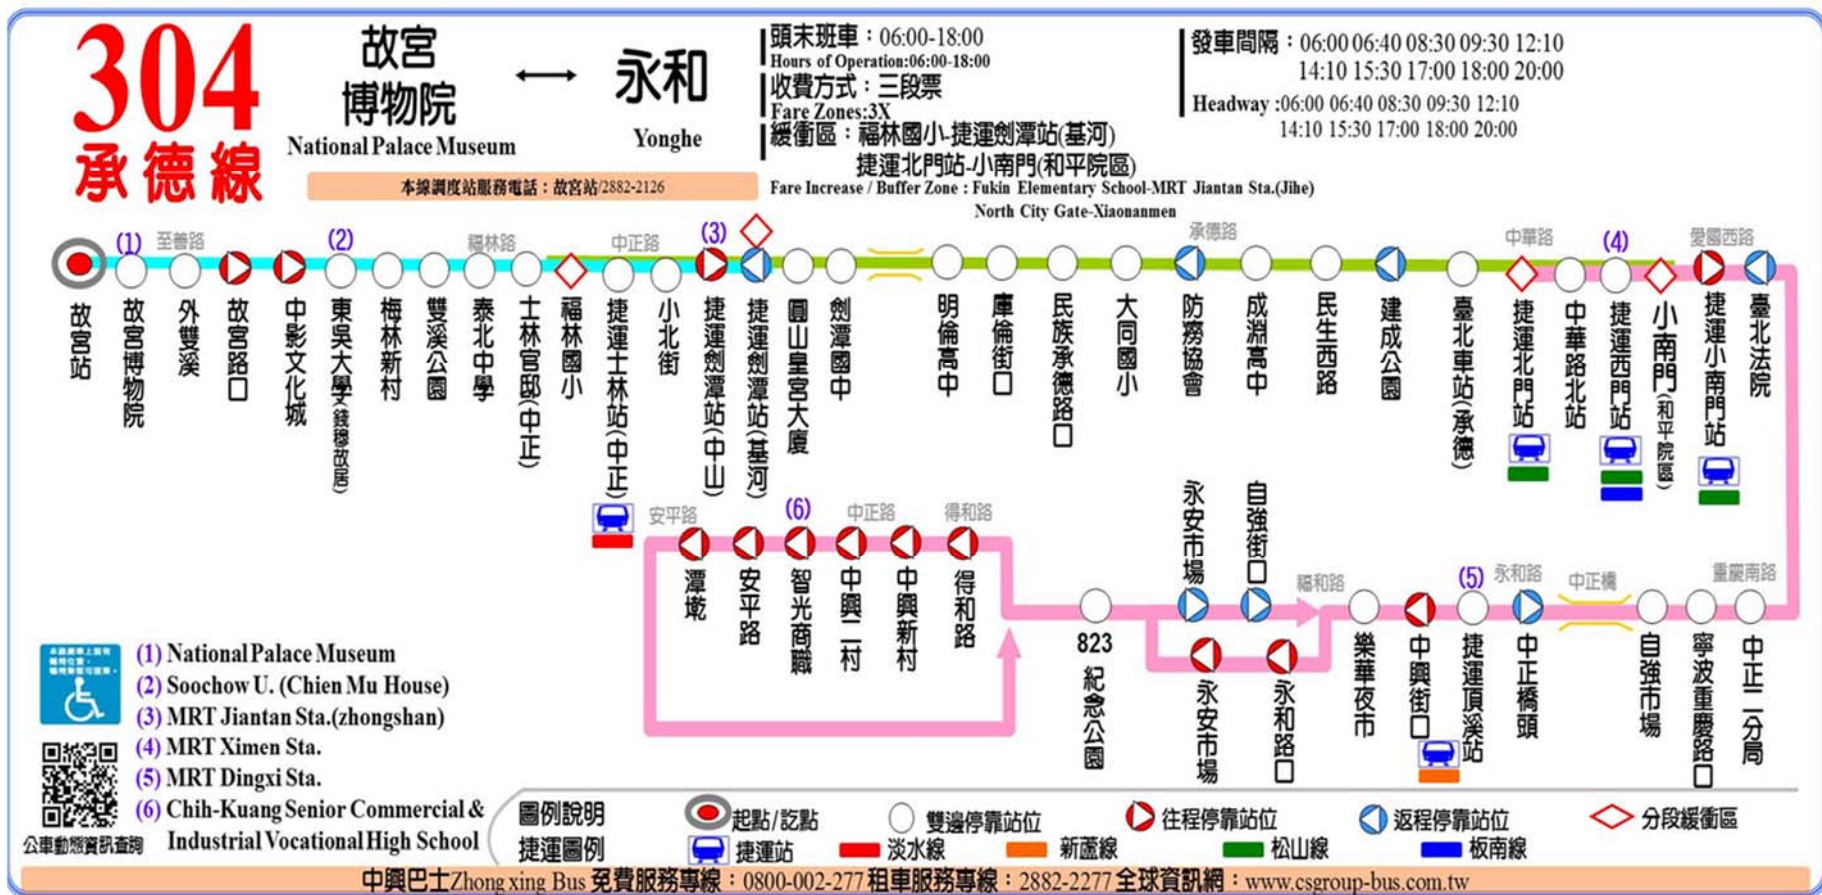 304
承德線
故宮
博物院
National Palace Museum
永和
Yonghe
本線調度站服務電話：故宮站/2882-2126
頭末班車：06:00-18:00
Hours of Operation:06:00-18:00
收費方式：三段票
Fare Zones:3X
緩衝區：福林國小-捷運劍潭站(基河)
捷運北門站-小南門(和平院區)
Fare Increase / Buffer Zone : Fukin Elementary School-MRT Jiantan Sta.(Jihe)
North City Gate-Xiaonanmen
發車間隔：06:00 06:40 08:30 09:30 12:10
14:10 15:30 17:00 18:00 20:00
Headway :06:00 06:40 08:30 09:30 12:10
14:10 15:30 17:00 18:00 20:00
(1)
至善路
(2)
福林路
中正路
(3)
承德路
中華路
(4)
愛國西路
故宮站
故宮博物院
外雙溪
故宮路口
中影文化城
東吳大學(錢穆故居)
梅林新村
雙溪公園
泰北中學
士林官邸(中正)
福林國小
捷運士林站(中正)
小北街
捷運劍潭站(中山)
捷運劍潭站(基河)
圓山皇宮大廈
劍潭國中
明倫高中
庫倫街口
民族承德路口
大同國小
防癆協會
成淵高中
民生西路
建成公園
臺北車站(承德)
捷運北門站
中華路北站
捷運西門站
小南門(和平院區)
捷運小南門站
臺北法院
安平路
(6)
中正路
得和路
潭墘
安平路
智光商職
中興二村
中興新村
得和路
永安市場
自強街口
福和路
(5)
永和路
中正橋
重慶南路
823紀念公園
永安市場
永和路口
樂華夜市
中興街口
捷運頂溪站
中正橋頭
自強市場
寧波重慶路口
中正二分局
(1) National Palace Museum
(2) Soochow U. (Chien Mu House)
(3) MRT Jiantan Sta.(zhongshan)
(4) MRT Ximen Sta.
(5) MRT Dingxi Sta.
(6) Chih-Kuang Senior Commercial &
Industrial Vocational High School
公車動態資訊查詢
圖例說明
起點/訖點
雙邊停靠站位
往程停靠站位
返程停靠站位
分段緩衝區
捷運圖例
捷運站
淡水線
新蘆線
松山線
板南線
中興巴士Zhong xing Bus 免費服務專線：0800-002-277 租車服務專線：2882-2277 全球資訊網：www.csgroup-bus.com.tw